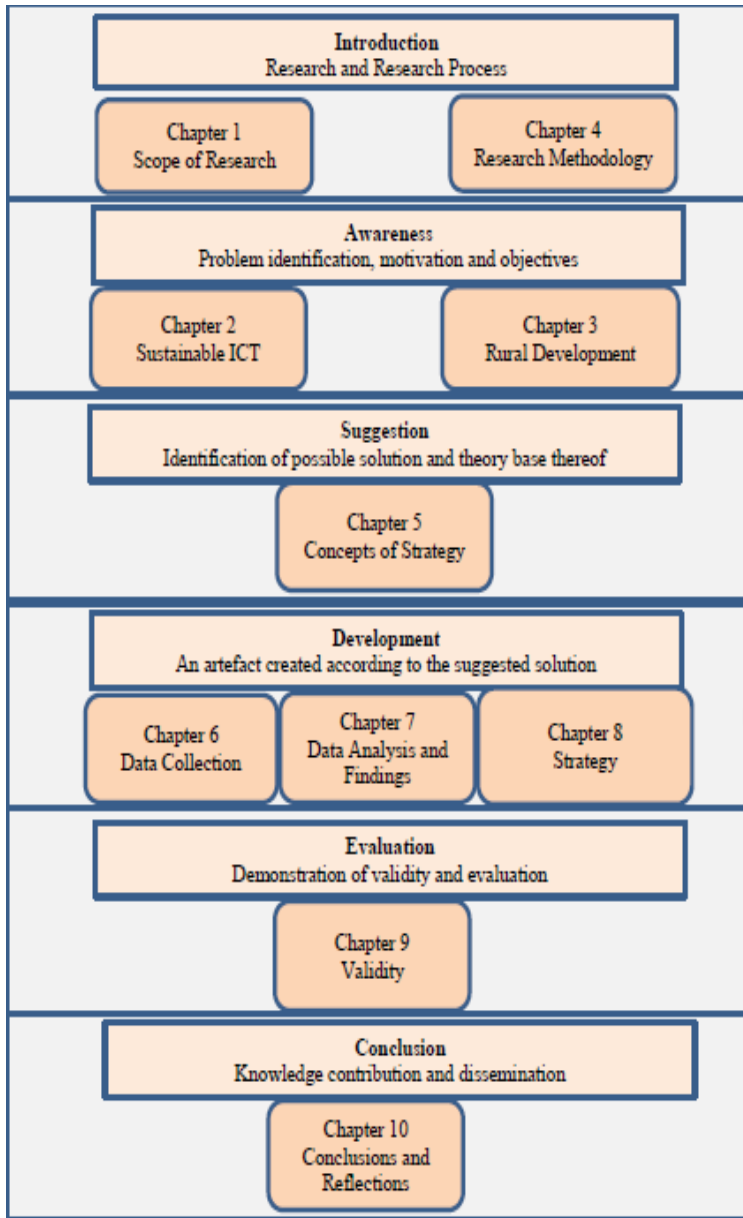 Introduction
Research and Research Process
Chapter 1
Scope of Research
Chapter 4
Research Methodology
Awareness
Problem identification, motivation and objectives
Chapter 2
Sustainable ICT
Chapter 3
Rural Development
Suggestion
Identification of possible solution and theory base thereof
Chapter 5
Concepts of Strategy
Development
An artefact created according to the suggested solution
Chapter 6
Data Collection
Chapter 7
Data Analysis and
Findings
Chapter 8
Strategy
Evaluation
Demonstration of validity and evaluation
Chapter 9
Validity
Conclusion
Knowledge contribution and dissemination
Chapter 10
Conclusions and
Reflections